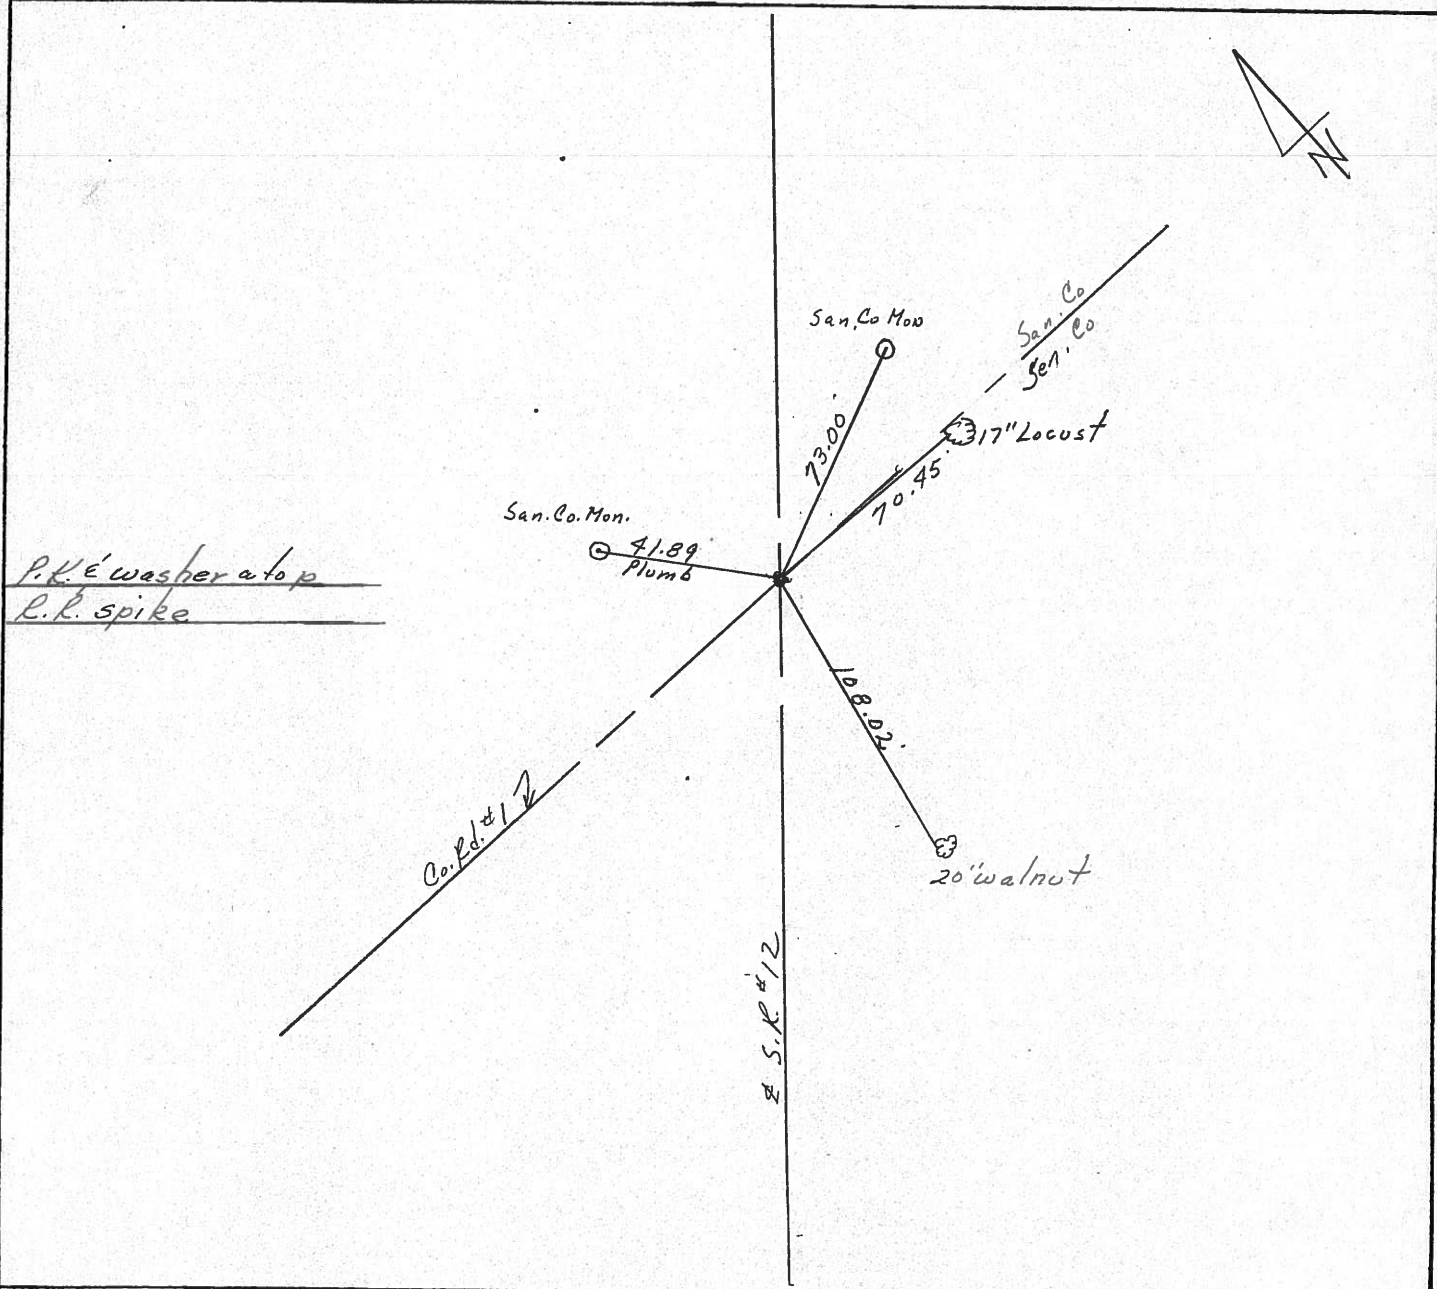 N
San. Co
Sen. Co
San. Co Mon
73.00'
17" Locust
70.45'
San. Co. Mon.
41.89
Plumb
P.K. & washer atop
R.R. spike
108.02'
Co. Rd. #1
20" walnut
℄ S.R. #12